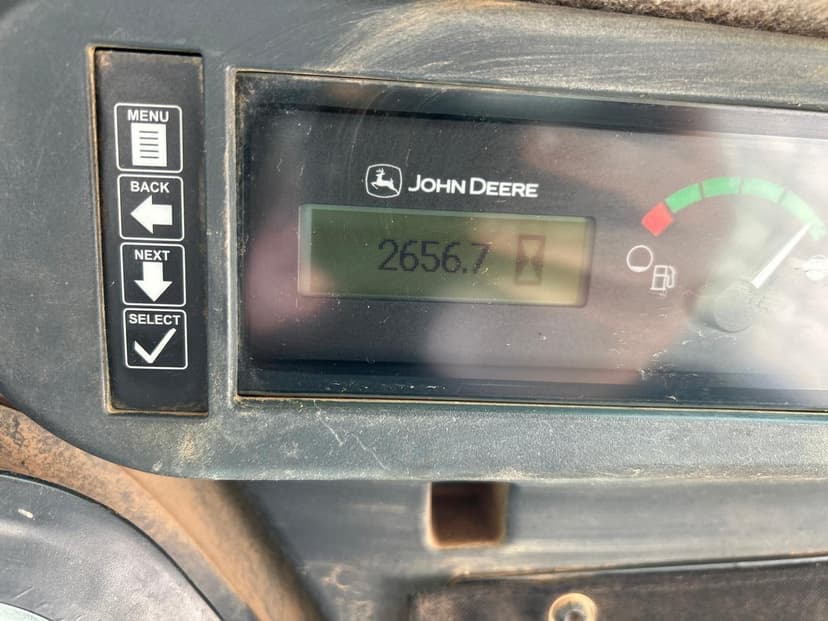 MENU
BACK
NEXT
SELECT
JOHN DEERE
2656.7